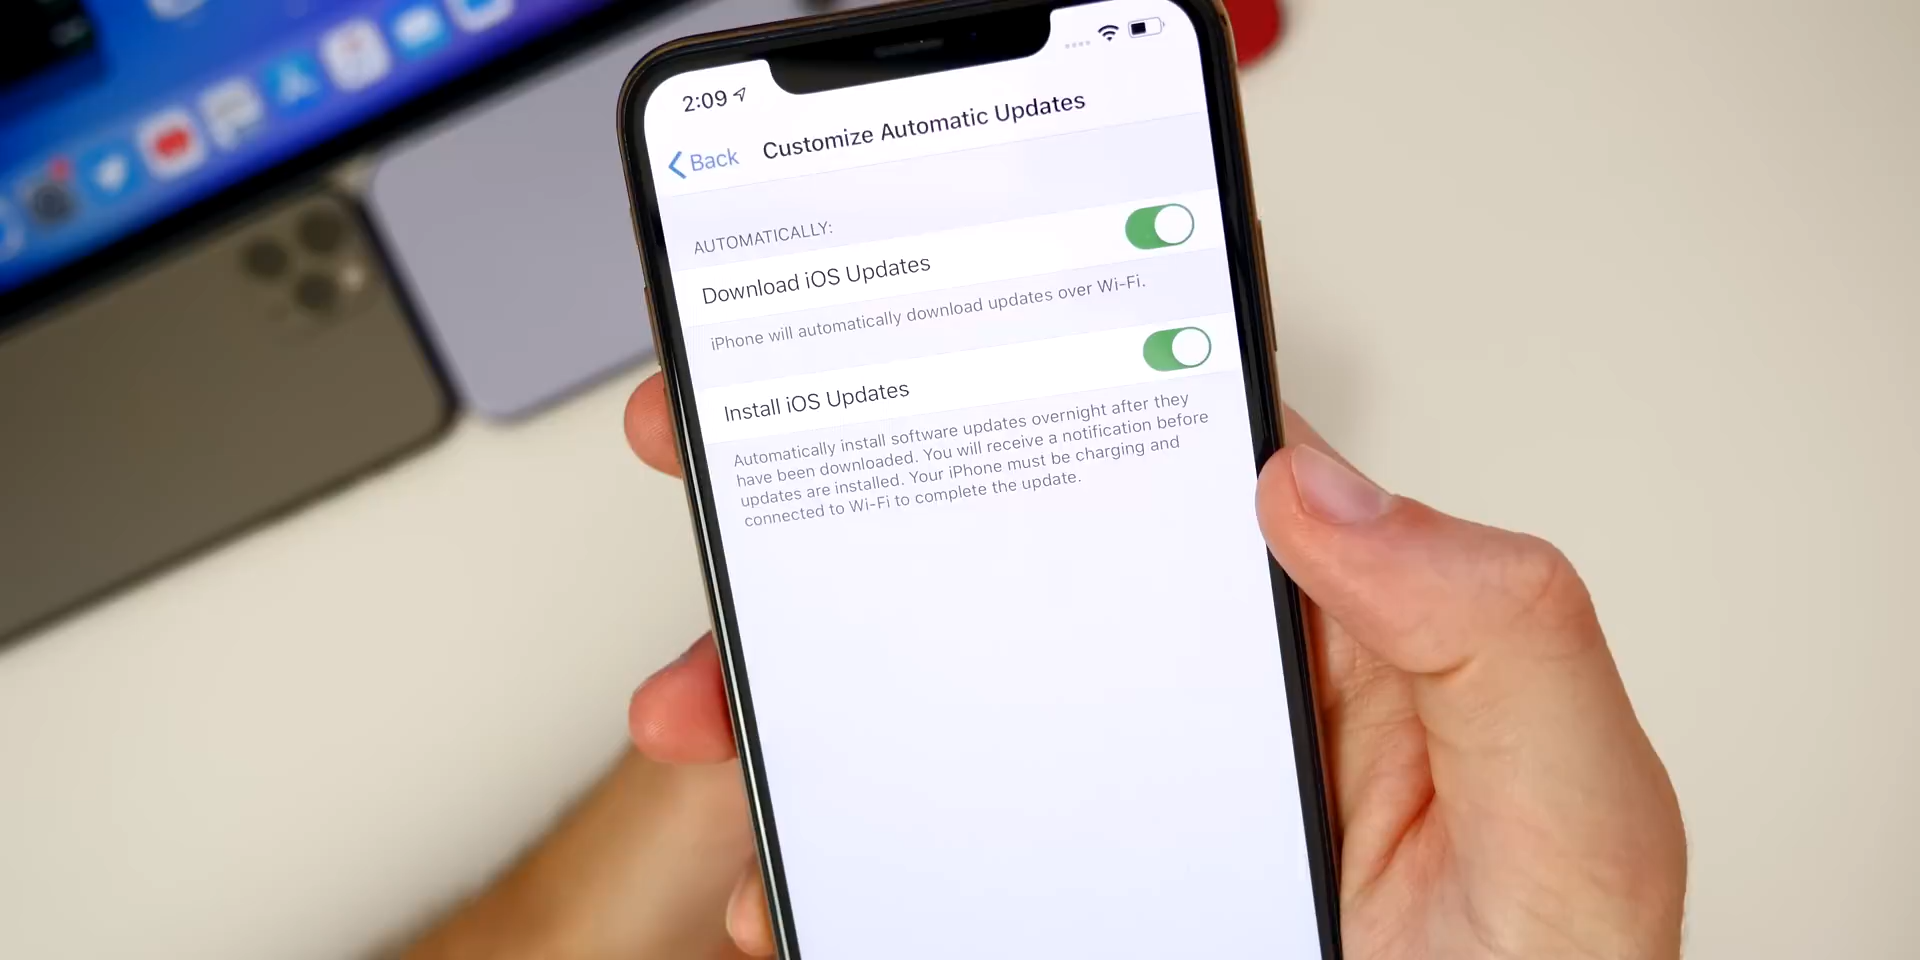 2:09
Back Customize Automatic Updates
AUTOMATICALLY:
Download iOS Updates
iPhone will automatically download updates over Wi-Fi.
Install iOS Updates
Automatically install software updates overnight after they
have been downloaded. You will receive a notification before
updates are installed. Your iPhone must be charging and
connected to Wi-Fi to complete the update.